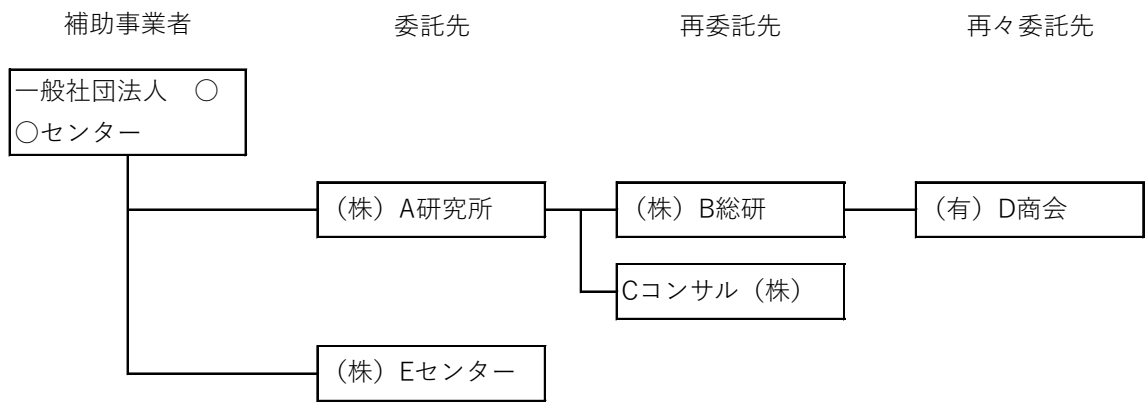 補助事業者 委託先 再委託先 再々委託先
一般社団法人　○
○センター
（株）A研究所 （株）B総研 （有）D商会
Cコンサル（株）
（株）Eセンター